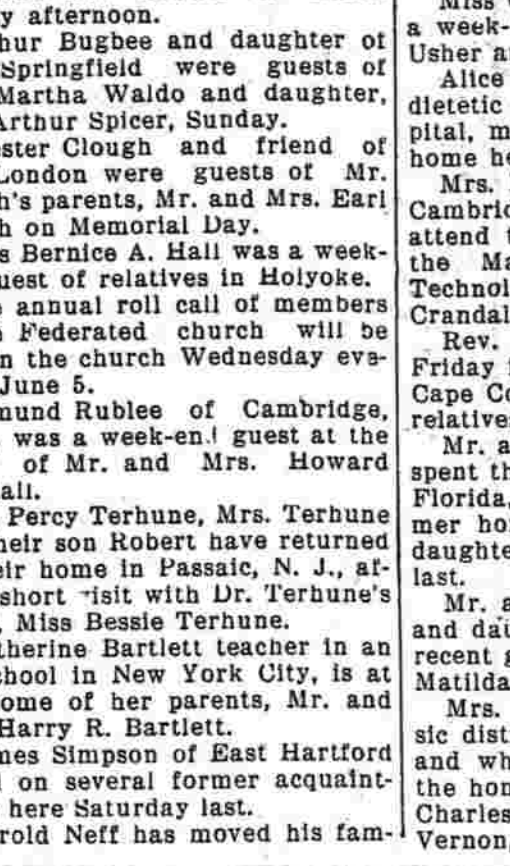 y afternoon.
hur Bugbee and daughter of
Springfield were guests of
Martha Waldo and daughter,
Arthur Spicer, Sunday.
ster Clough and friend of
London were guests of Mr.
h's parents, Mr. and Mrs. Earl
h on Memorial Day.
s Bernice A. Hall was a week-
uest of relatives in Holyoke.
annual roll call of members
Federated church will be
n the church Wednesday eve-
June 5.
mund Rublee of Cambridge,
was a week-end guest at the
of Mr. and Mrs. Howard
all.
Percy Terhune, Mrs. Terhune
heir son Robert have returned
eir home in Passaic, N. J., af-
short visit with Dr. Terhune's
Miss Bessie Terhune.
therine Bartlett teacher in an
chool in New York City, is at
ome of her parents, Mr. and
Harry R. Bartlett.
mes Simpson of East Hartford
on several former acquaint-
here Saturday last.
rold Neff has moved his fam-
Miss
a week-
Usher a
Alice
dietetic
pital, m
home he
Mrs.
Cambrid
attend t
the Ma
Technol
Crandal
Rev.
Friday
Cape Co
relatives
Mr. a
spent th
Florida,
mer ho
daughte
last.
Mr. a
and dau
recent g
Matilda
Mrs.
sic dist
and wh
the hom
Charles
Vernon